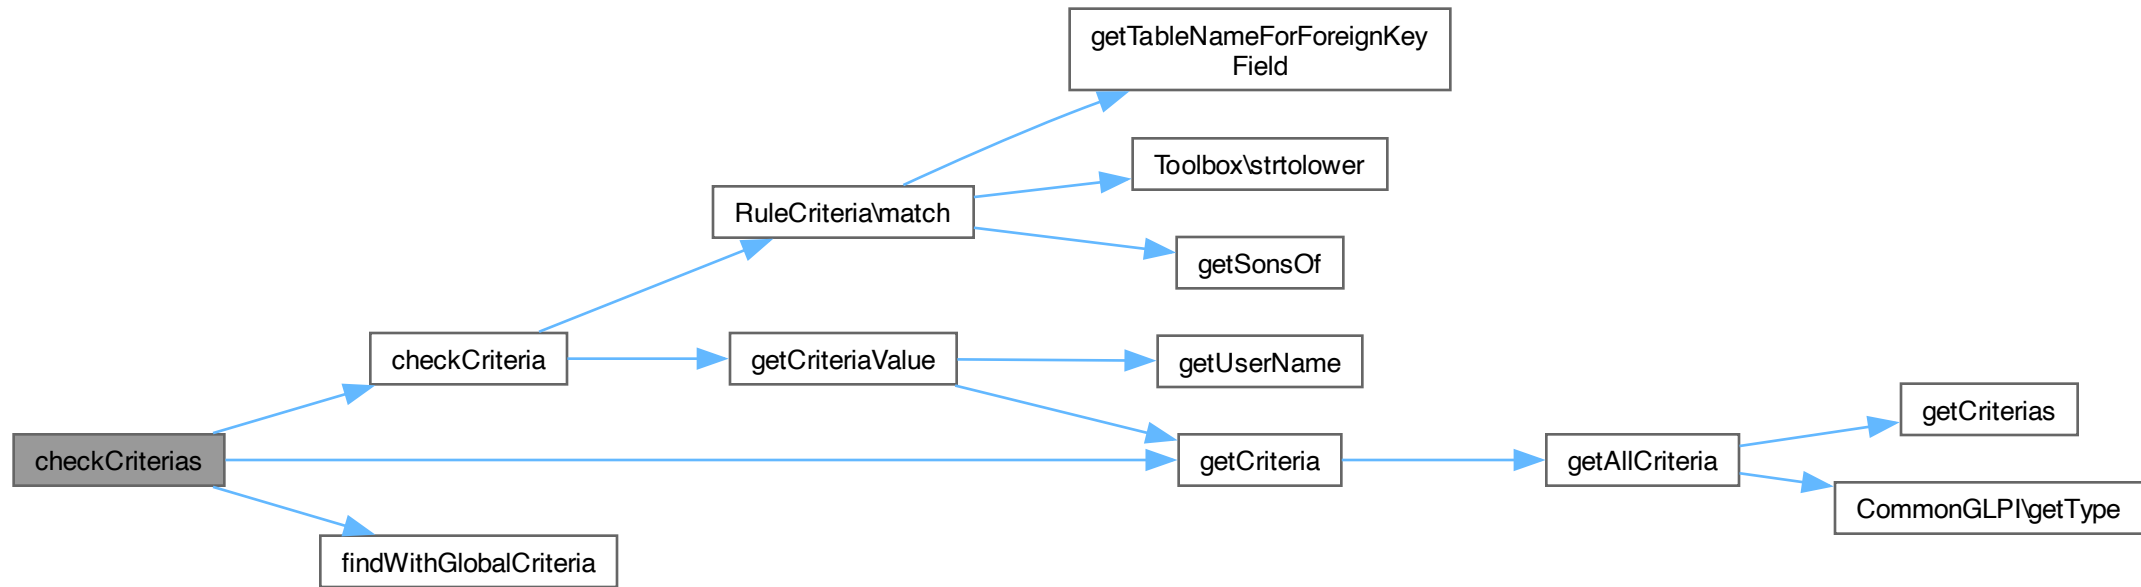 getTableNameForForeignKey
Field
Toolbox\strtolower
RuleCriteria\match
getSonsOf
checkCriteria
getCriteriaValue
getUserName
getCriterias
checkCriterias
getCriteria
getAllCriteria
CommonGLPI\getType
findWithGlobalCriteria